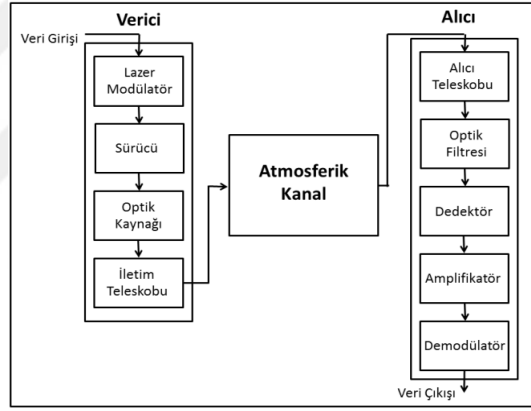 Verici
Veri Girişi
Lazer
Modülatör
Sürücü
Optik
Kaynağı
İletim
Teleskobu
Atmosferik
Kanal
Alıcı
Alıcı
Teleskobu
Optik
Filtresi
Dedektör
Amplifikatör
Demodülatör
Veri Çıkışı